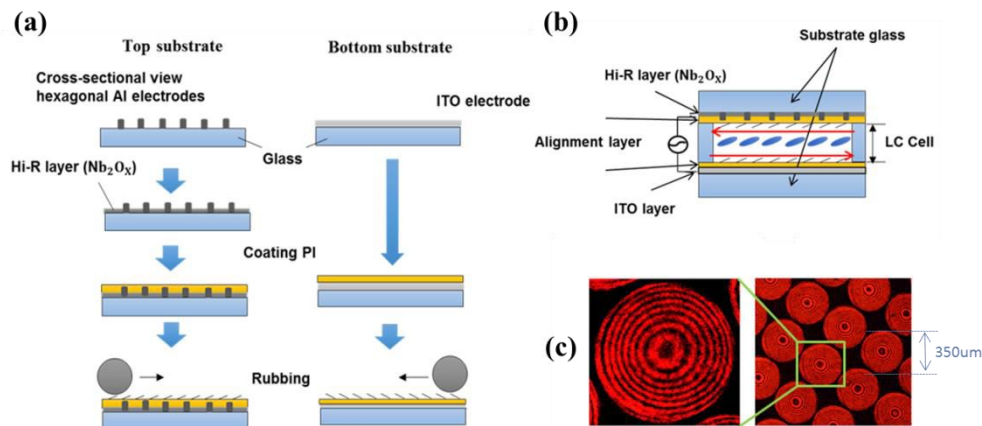 (a)
Top substrate
Bottom substrate
Cross-sectional view
hexagonal Al electrodes
ITO electrode
Glass
Hi-R layer (Nb₂Oₓ)
Coating PI
Rubbing
(b)
Substrate glass
Hi-R layer (Nb₂Oₓ)
Alignment layer
LC Cell
ITO layer
(c)
350um